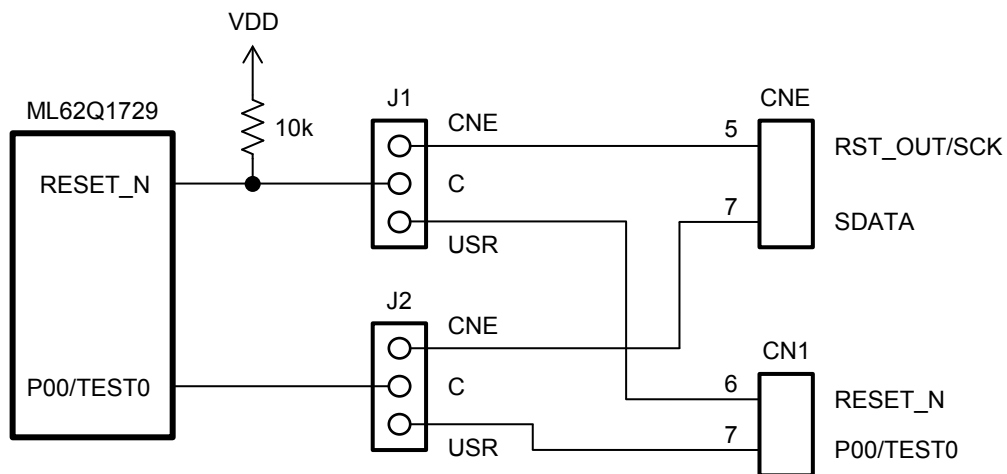 VDD
ML62Q1729
10k
RESET_N
P00/TEST0
J1
CNE
C
USR
J2
CNE
C
USR
CNE
5
RST_OUT/SCK
7
SDATA
CN1
6
RESET_N
7
P00/TEST0